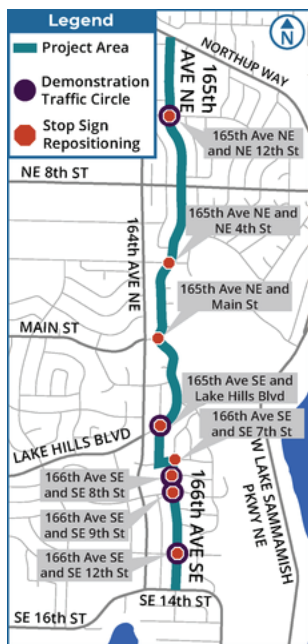 Legend
Project Area
Demonstration
Traffic Circle
Stop Sign
Repositioning
N
NORTHUP WAY
165th
AVE NE
165th Ave NE
and NE 12th St
NE 8th ST
164th AVE NE
165th Ave NE
and NE 4th St
165th Ave NE
and Main St
MAIN ST
165th Ave SE and
Lake Hills Blvd
LAKE HILLS BLVD
166th Ave SE
and SE 7th St
W LAKE SAMMAMISH
PKWY NE
166th Ave SE
and SE 8th St
166th Ave SE
and SE 9th St
166th AVE SE
166th Ave SE
and SE 12th St
SE 14th ST
SE 16th ST